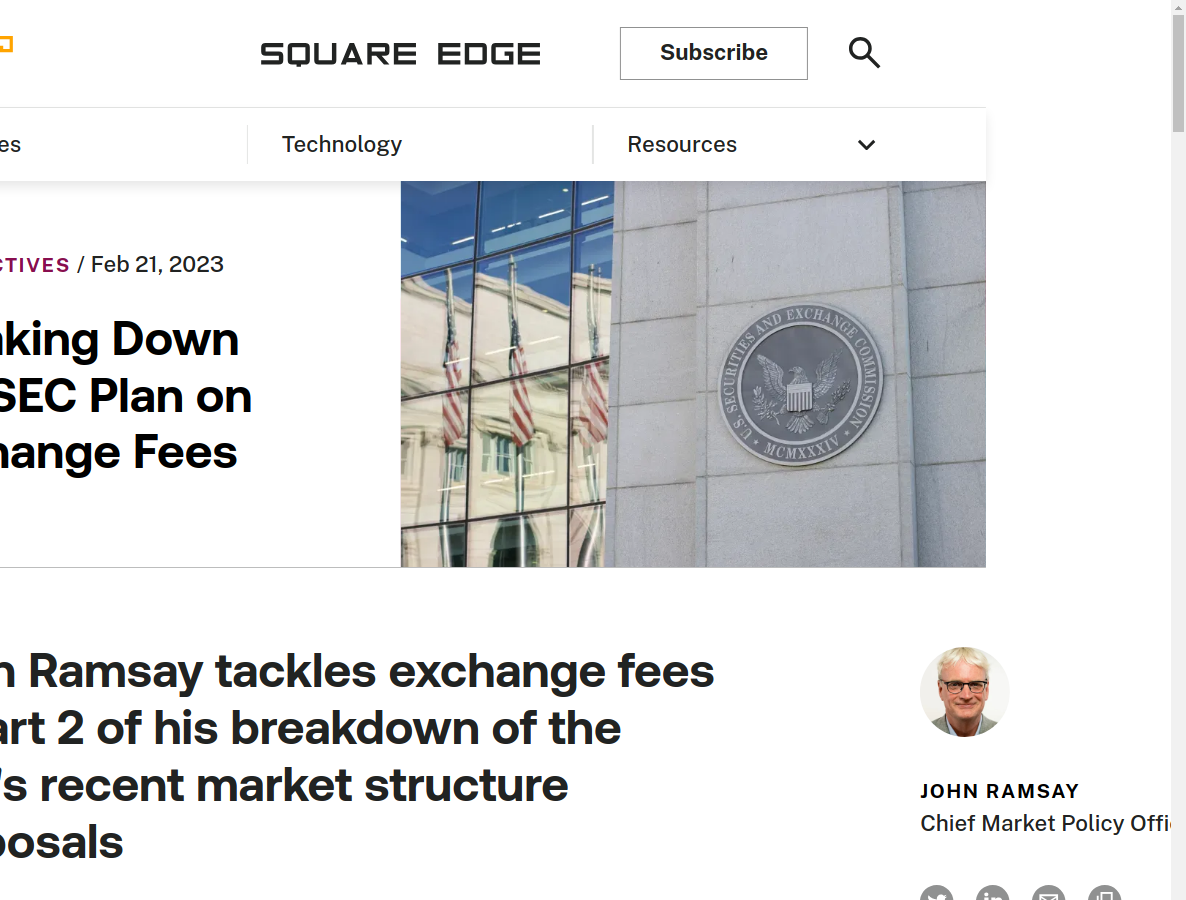 SQUARE EDGE
Subscribe
es
Technology
Resources
CTIVES / Feb 21, 2023
king Down
SEC Plan on
hange Fees
U.S. SECURITIES AND EXCHANGE COMMISSION
MCMXXXIV
n Ramsay tackles exchange fees
art 2 of his breakdown of the
's recent market structure
posals
JOHN RAMSAY
Chief Market Policy Offi